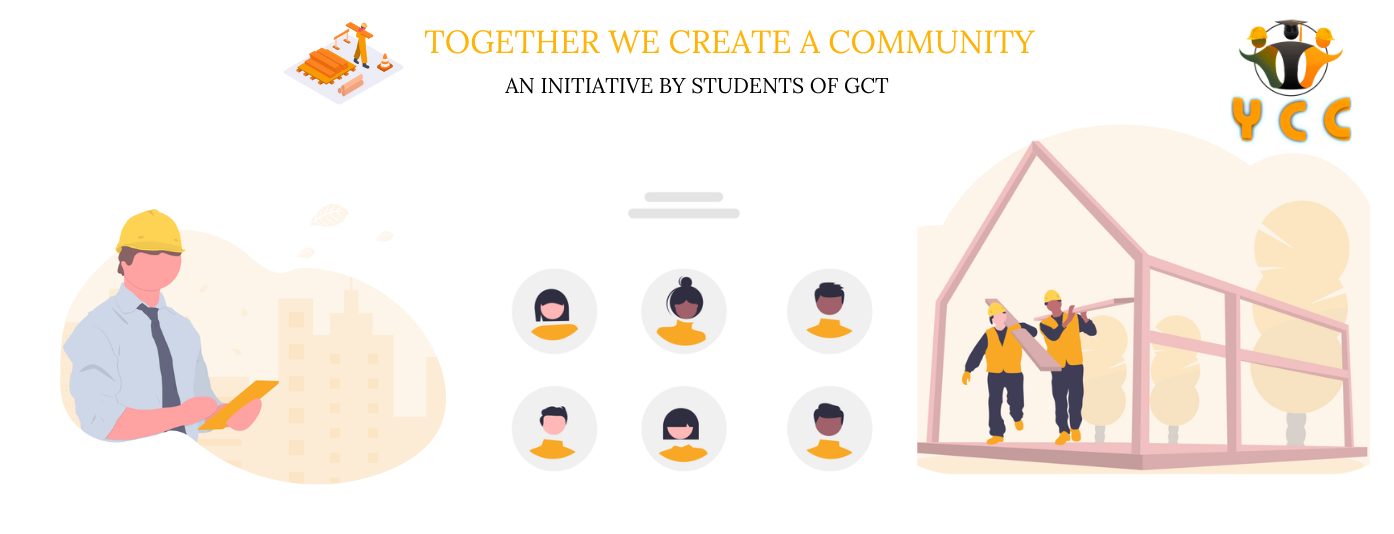 TOGETHER WE CREATE A COMMUNITY
AN INITIATIVE BY STUDENTS OF GCT
YCC